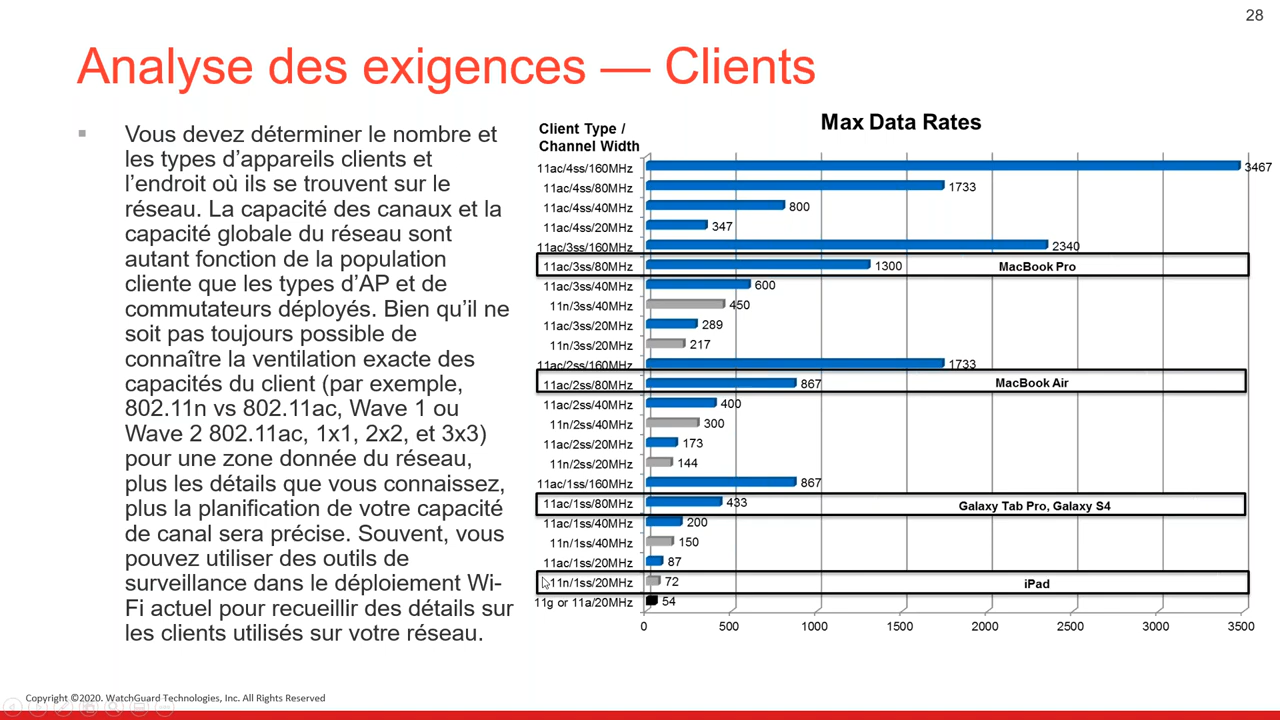 28
Analyse des exigences — Clients
Vous devez déterminer le nombre et
les types d’appareils clients et
l’endroit où ils se trouvent sur le
réseau. La capacité des canaux et la
capacité globale du réseau sont
autant fonction de la population
cliente que les types d’AP et de
commutateurs déployés. Bien qu’il ne
soit pas toujours possible de
connaître la ventilation exacte des
capacités du client (par exemple,
802.11n vs 802.11ac, Wave 1 ou
Wave 2 802.11ac, 1x1, 2x2, et 3x3)
pour une zone donnée du réseau,
plus les détails que vous connaissez,
plus la planification de votre capacité
de canal sera précise. Souvent, vous
pouvez utiliser des outils de
surveillance dans le déploiement Wi-
Fi actuel pour recueillir des détails sur
les clients utilisés sur votre réseau.
Max Data Rates
Client Type /
Channel Width
11ac/4ss/160MHz 3467
11ac/4ss/80MHz 1733
11ac/4ss/40MHz 800
11ac/4ss/20MHz 347
11ac/3ss/160MHz 2340
11ac/3ss/80MHz 1300 MacBook Pro
11ac/3ss/40MHz 600
11n/3ss/40MHz 450
11ac/3ss/20MHz 289
11n/3ss/20MHz 217
11ac/2ss/160MHz 1733
11ac/2ss/80MHz 867 MacBook Air
11ac/2ss/40MHz 400
11n/2ss/40MHz 300
11ac/2ss/20MHz 173
11n/2ss/20MHz 144
11ac/1ss/160MHz 867
11ac/1ss/80MHz 433 Galaxy Tab Pro, Galaxy S4
11ac/1ss/40MHz 200
11n/1ss/40MHz 150
11ac/1ss/20MHz 87
11n/1ss/20MHz 72 iPad
11g or 11a/20MHz 54
0 500 1000 1500 2000 2500 3000 3500
Copyright ©2020. WatchGuard Technologies, Inc. All Rights Reserved